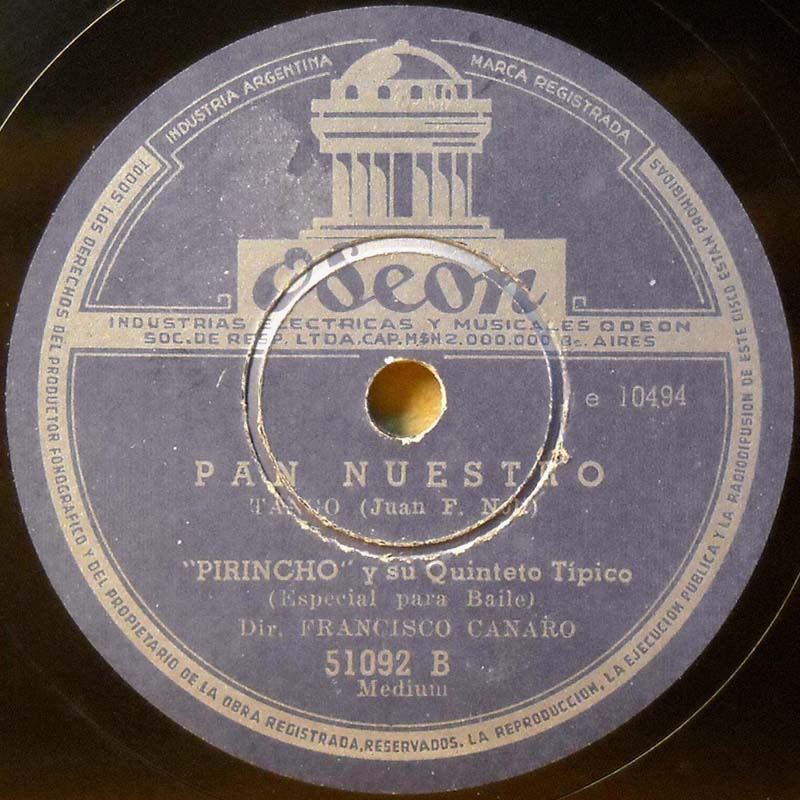 INDUSTRIA ARGENTINA
MARCA REGISTRADA
Odeon
INDUSTRIAS ELECTRICAS Y MUSICALES ODEON
SOC. DE RESP. LTDA. CAP. M$N 2.000.000 Bs. AIRES
e 10494
PAN NUESTRO
TANGO (Juan F.
"PIRINCHO" y su Quinteto Típico
(Especial para Baile)
Dir. FRANCISCO CANARO
51092 B
Medium
TODOS LOS DERECHOS DEL PRODUCTOR FONOGRAFICO Y DEL PROPIETARIO DE LA OBRA REGISTRADA, RESERVADOS. LA REPRODUCCION, LA EJECUCION PUBLICA Y LA RADIODIFUSION DE ESTE DISCO ESTAN PROHIBIDAS